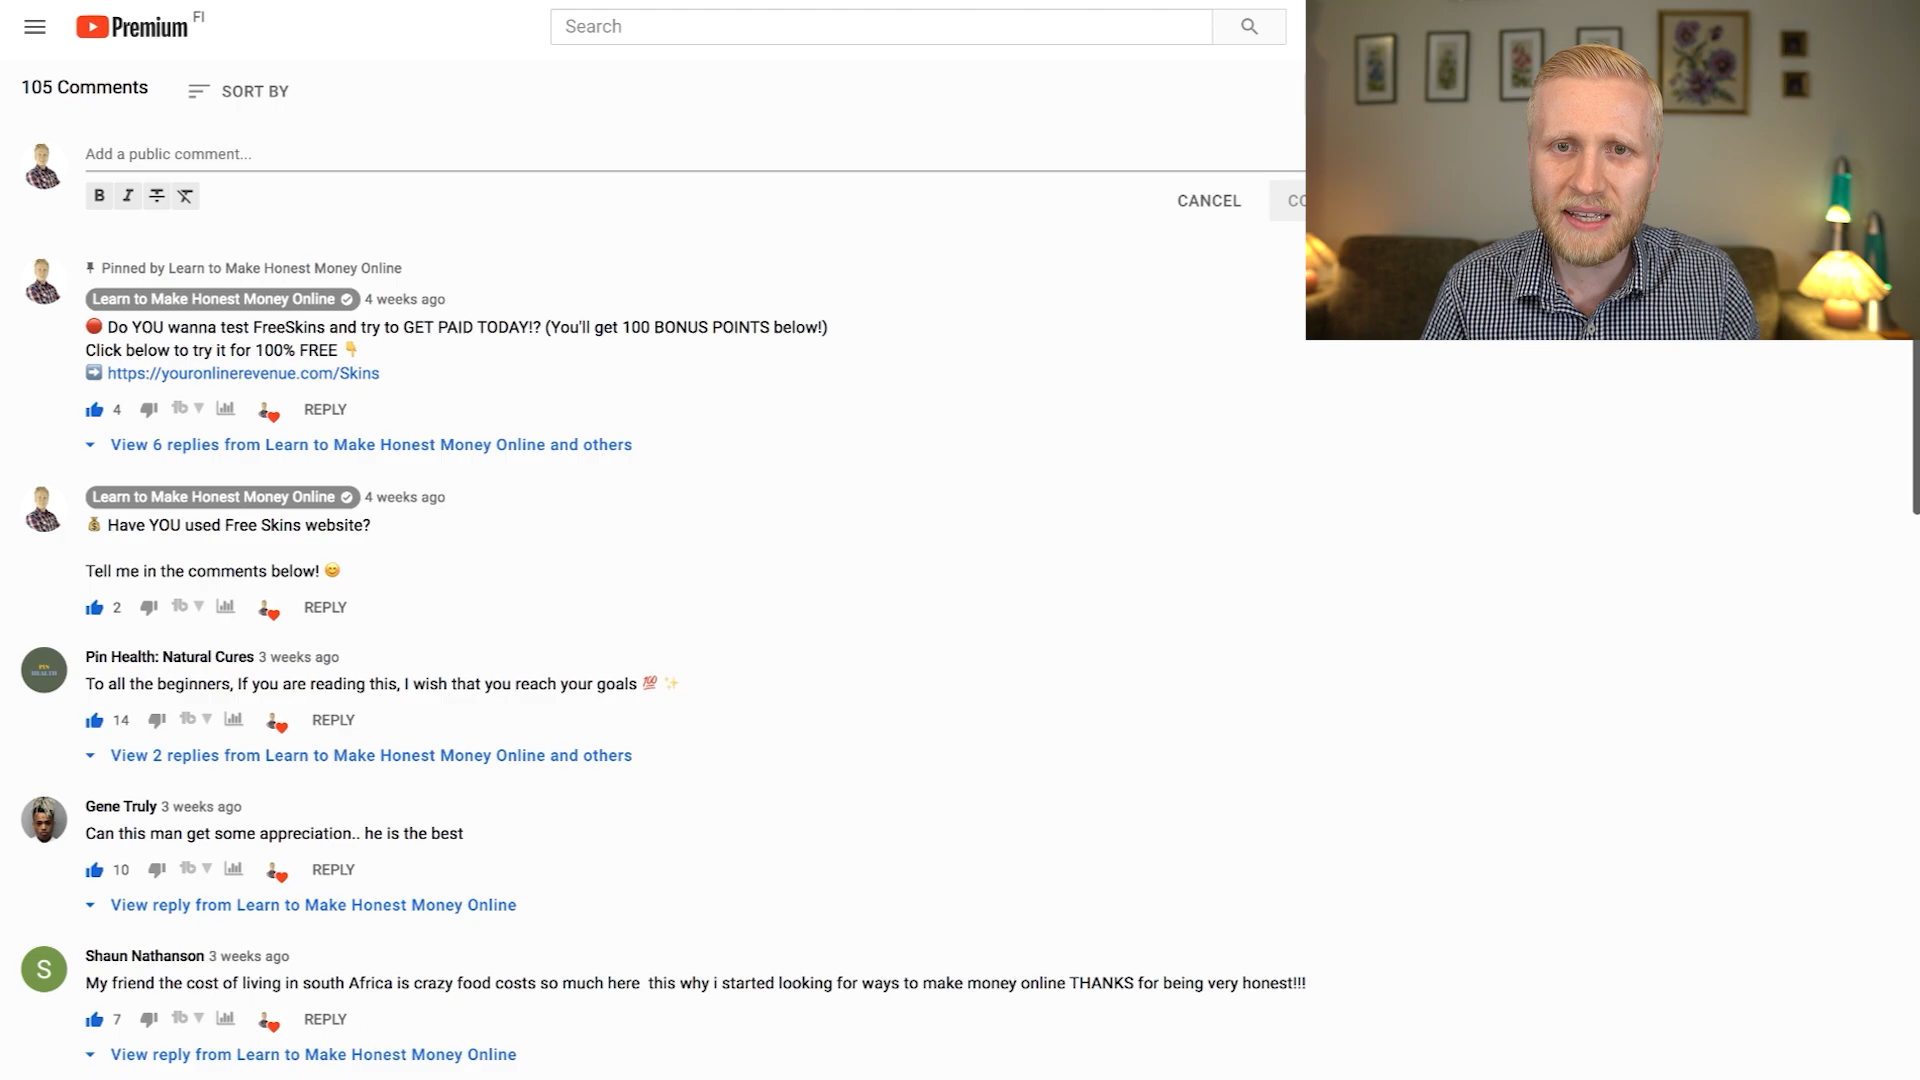 Premium FI
Search
105 Comments
SORT BY
Add a public comment...
B I
CANCEL
CO
Pinned by Learn to Make Honest Money Online
Learn to Make Honest Money Online 4 weeks ago
🔴 Do YOU wanna test FreeSkins and try to GET PAID TODAY!? (You'll get 100 BONUS POINTS below!)
Click below to try it for 100% FREE 👇
➡️ https://youronlinerevenue.com/Skins
4 REPLY
View 6 replies from Learn to Make Honest Money Online and others
Learn to Make Honest Money Online 4 weeks ago
💰 Have YOU used Free Skins website?
Tell me in the comments below! 😊
2 REPLY
PIN HEALTH
Pin Health: Natural Cures 3 weeks ago
To all the beginners, If you are reading this, I wish that you reach your goals 💯 ✨
14 REPLY
View 2 replies from Learn to Make Honest Money Online and others
Gene Truly 3 weeks ago
Can this man get some appreciation.. he is the best
10 REPLY
View reply from Learn to Make Honest Money Online
S
Shaun Nathanson 3 weeks ago
My friend the cost of living in south Africa is crazy food costs so much here  this why i started looking for ways to make money online THANKS for being very honest!!!
7 REPLY
View reply from Learn to Make Honest Money Online